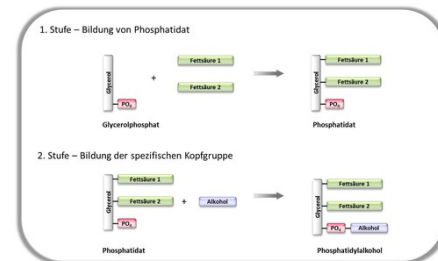 1. Stufe – Bildung von Phosphatidat
Glycerol
PO₄
+
Fettsäure 1
Fettsäure 2
Glycerol
Fettsäure 1
Fettsäure 2
PO₄
Glycerolphosphat
Phosphatidat
2. Stufe – Bildung der spezifischen Kopfgruppe
Glycerol
Fettsäure 1
Fettsäure 2
PO₄
+
Alkohol
Glycerol
Fettsäure 1
Fettsäure 2
PO₄
Alkohol
Phosphatidat
Phosphatidylalkohol